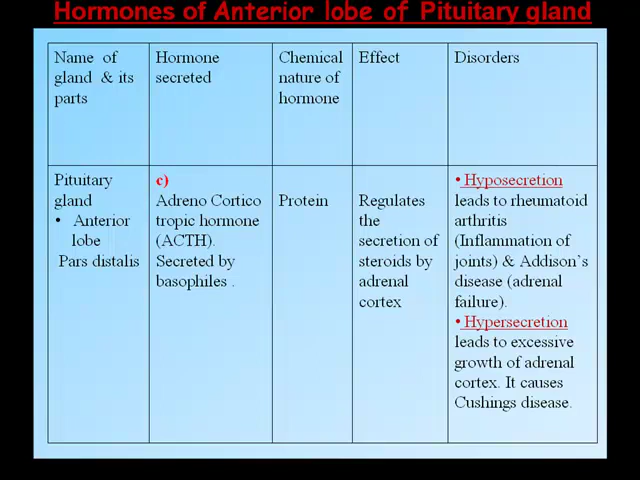 Hormones of Anterior lobe of Pituitary gland
Name of
gland & its
parts
Hormone
secreted
Chemical
nature of
hormone
Effect
Disorders
Pituitary
gland
• Anterior
lobe
Pars distalis
c)
Adreno Cortico
tropic hormone
(ACTH).
Secreted by
basophiles .
Protein
Regulates
the
secretion of
steroids by
adrenal
cortex
• Hyposecretion
leads to rheumatoid
arthritis
(Inflammation of
joints) & Addison's
disease (adrenal
failure).
• Hypersecretion
leads to excessive
growth of adrenal
cortex. It causes
Cushings disease.